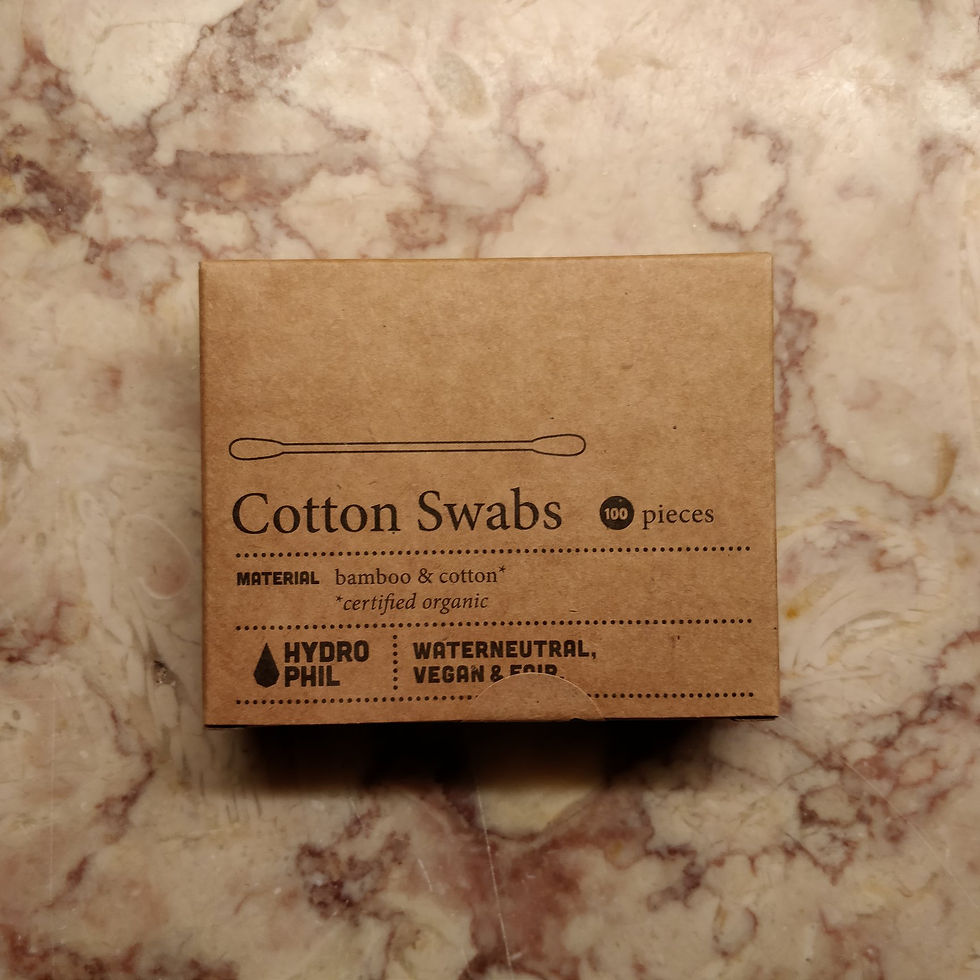 Cotton Swabs 100 pieces
MATERIAL bamboo & cotton*
*certified organic
HYDRO PHIL
WATERNEUTRAL,
VEGAN & FAIR.